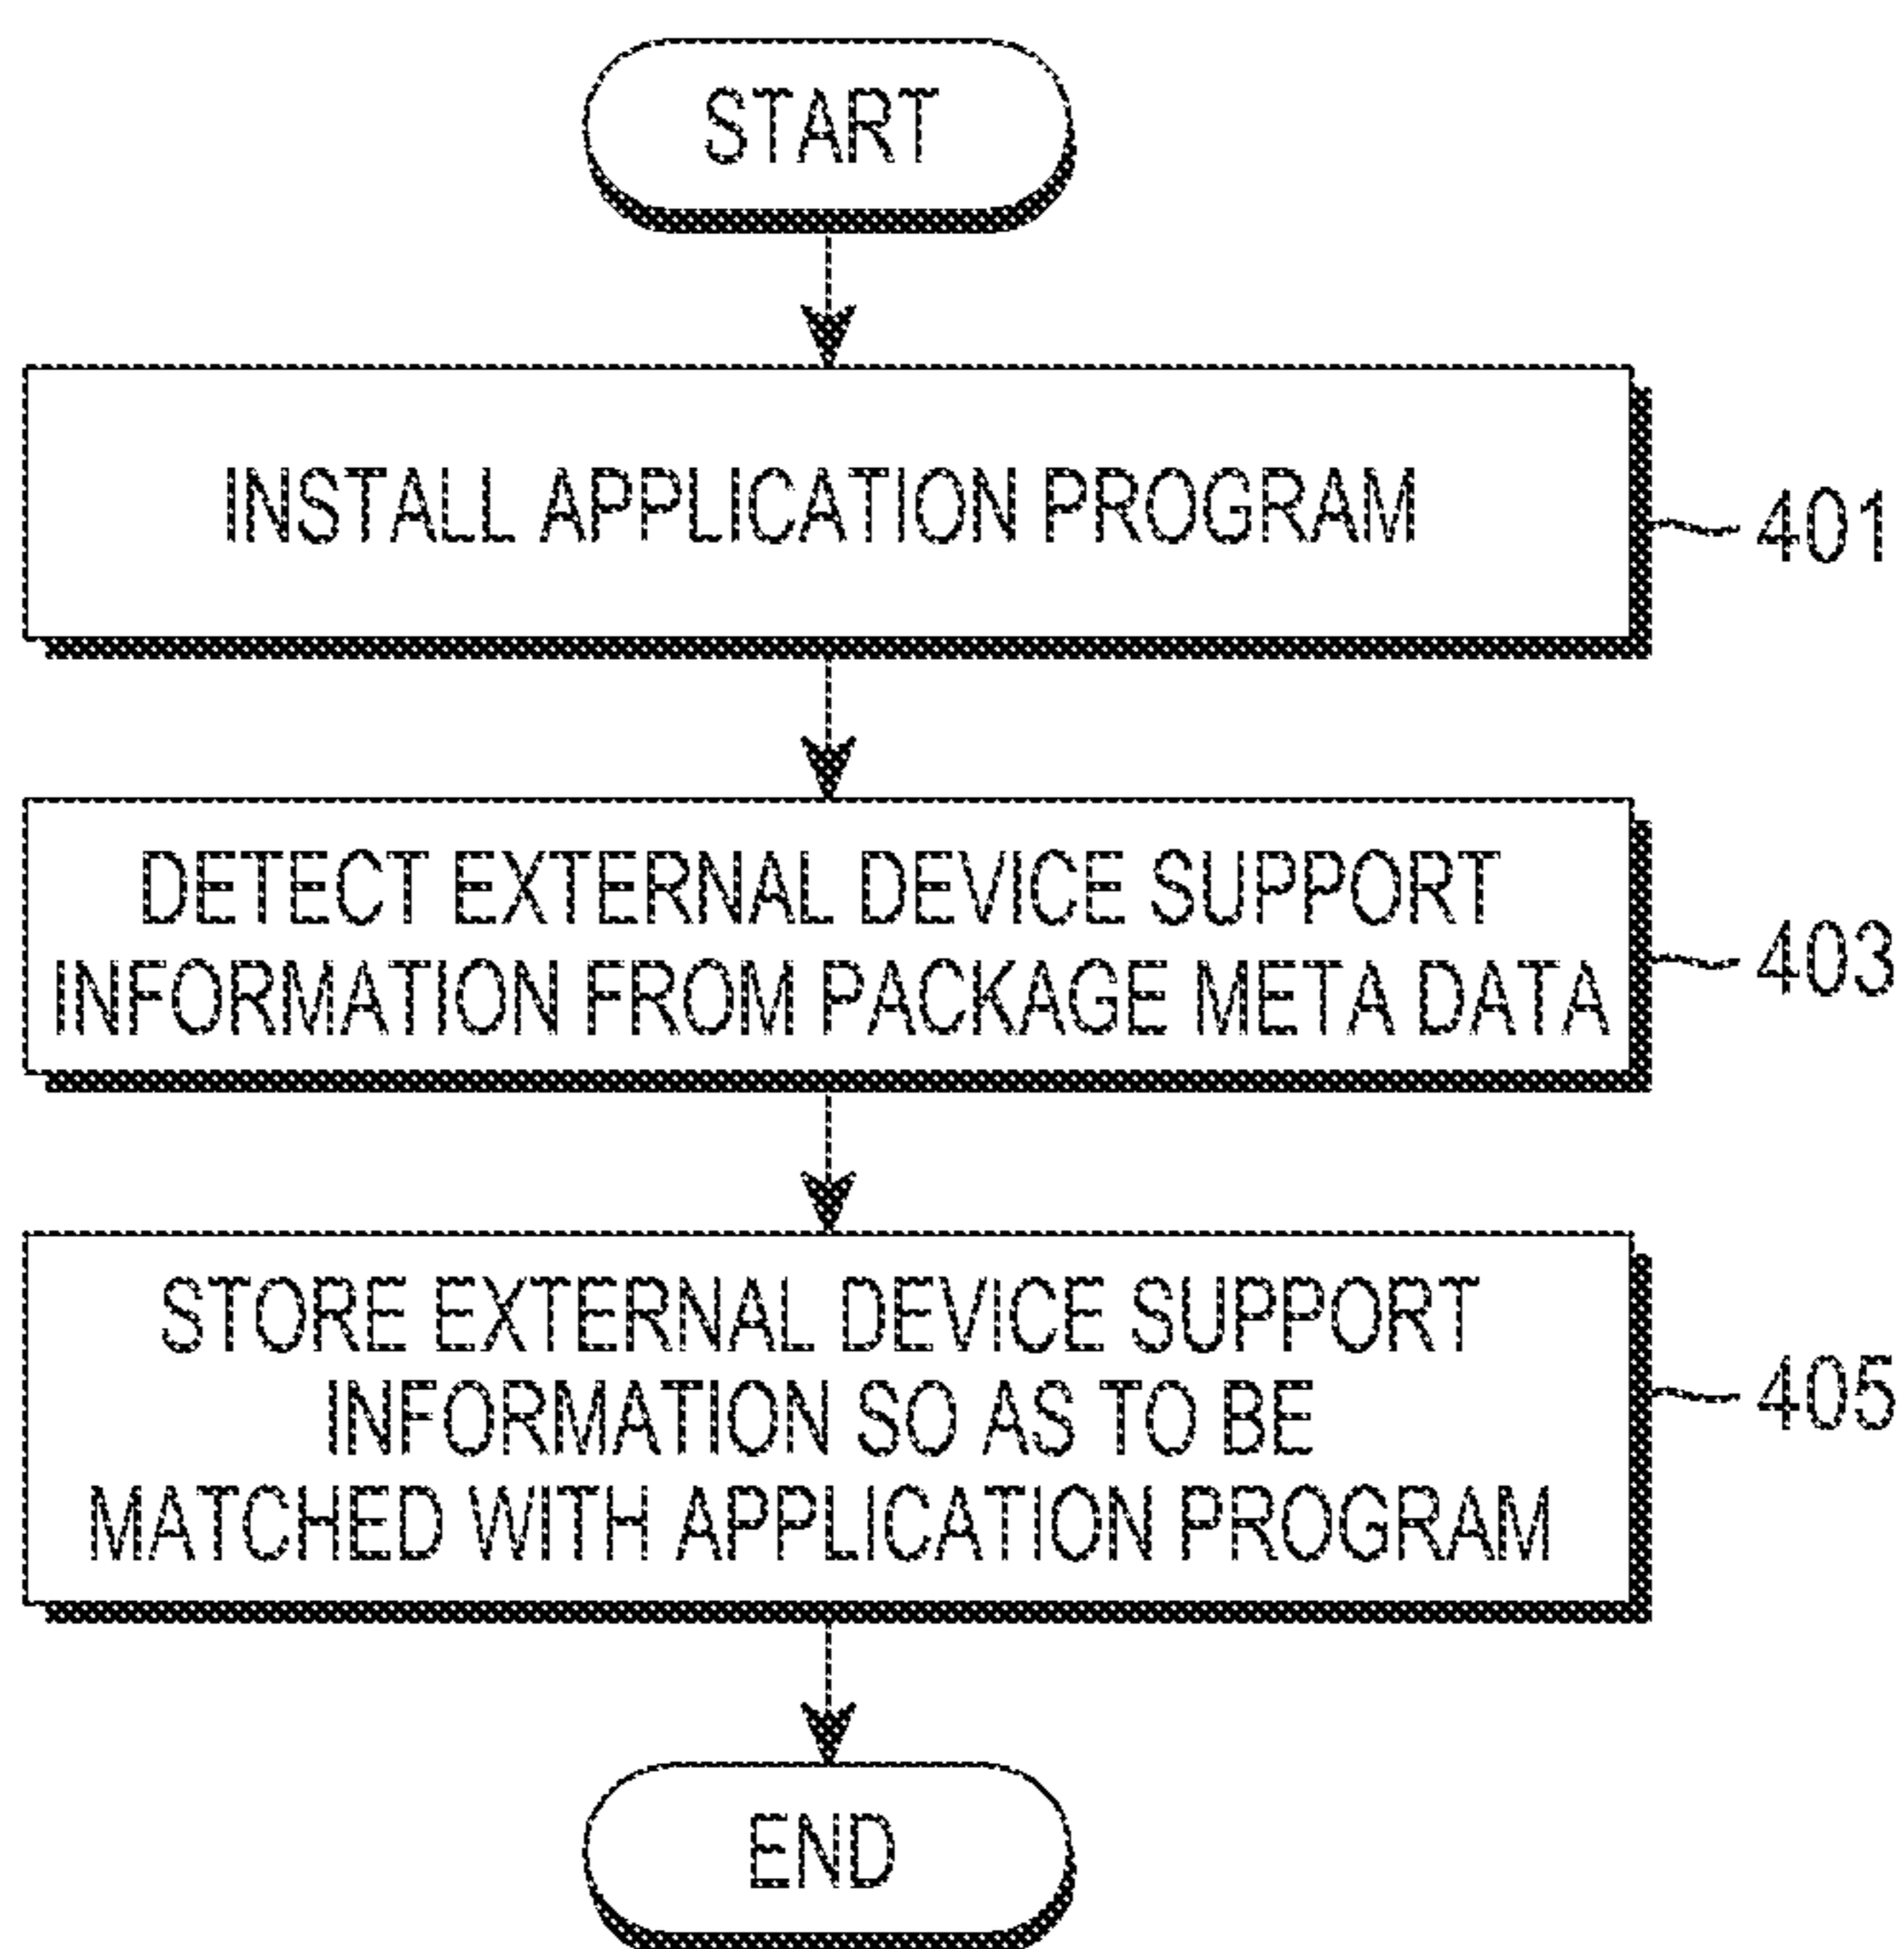 START
INSTALL APPLICATION PROGRAM
401
DETECT EXTERNAL DEVICE SUPPORT
INFORMATION FROM PACKAGE META DATA
403
STORE EXTERNAL DEVICE SUPPORT
INFORMATION SO AS TO BE
MATCHED WITH APPLICATION PROGRAM
405
END